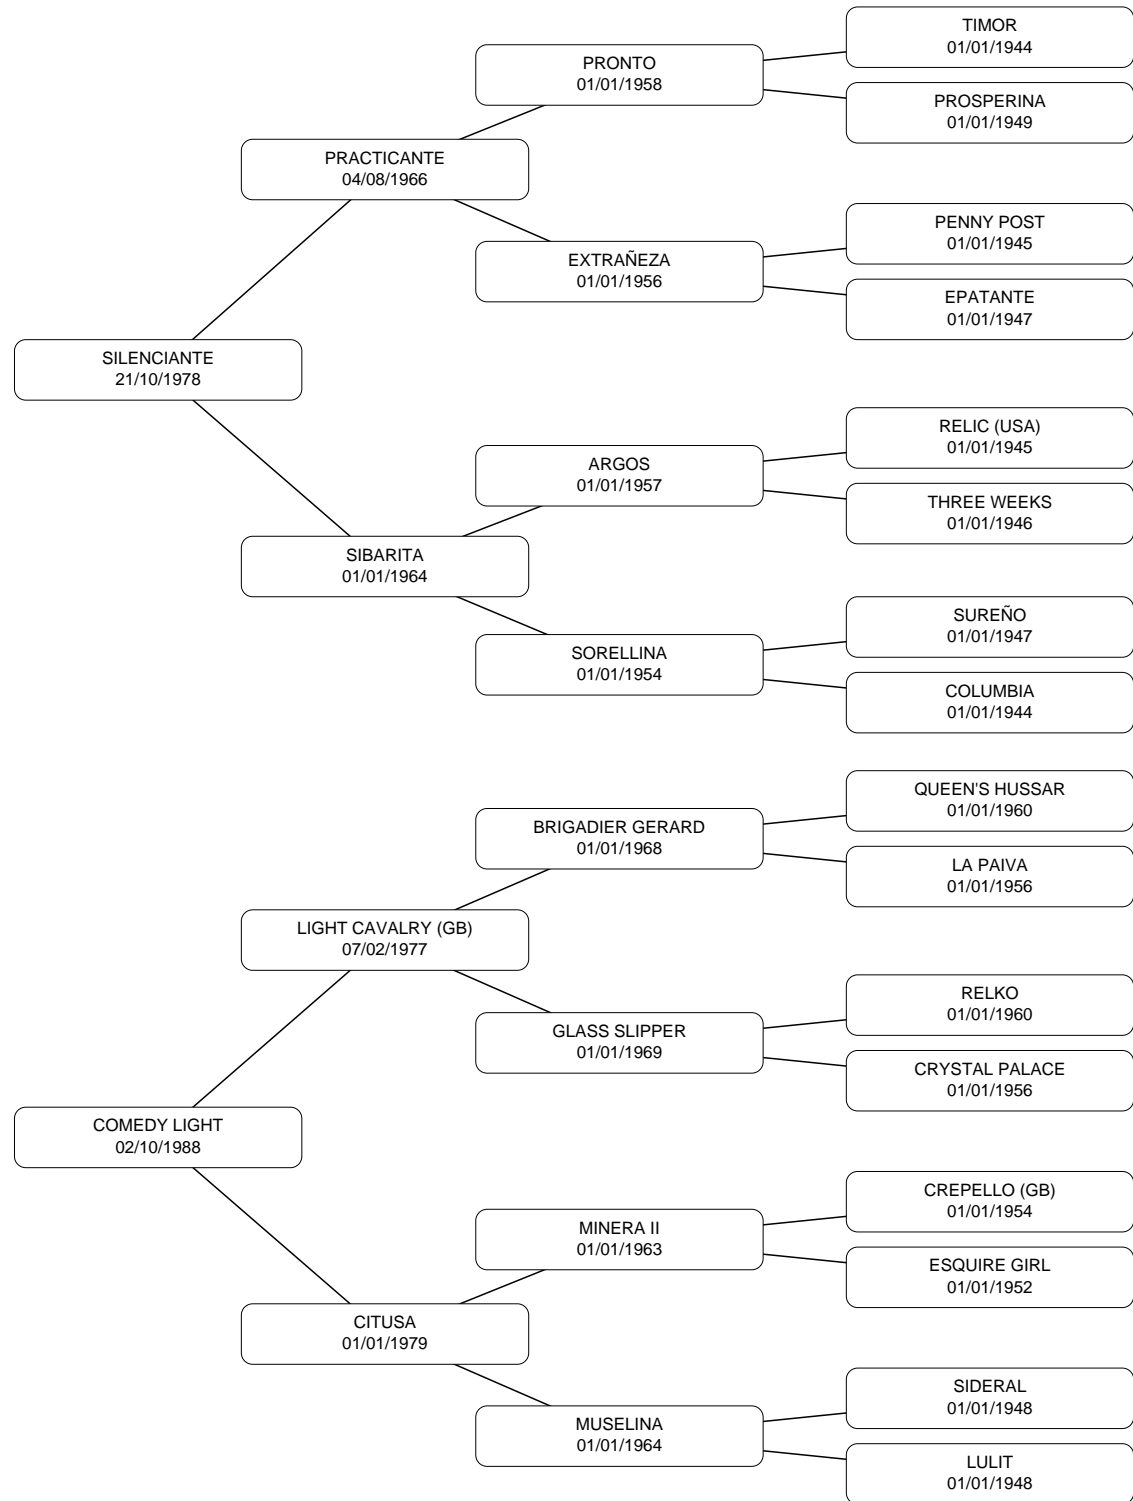 TIMOR
01/01/1944
PRONTO
01/01/1958
PROSPERINA
01/01/1949
PRACTICANTE
04/08/1966
PENNY POST
01/01/1945
EXTRAÑEZA
01/01/1956
EPATANTE
01/01/1947
SILENCIANTE
21/10/1978
RELIC (USA)
01/01/1945
ARGOS
01/01/1957
THREE WEEKS
01/01/1946
SIBARITA
01/01/1964
SUREÑO
01/01/1947
SORELLINA
01/01/1954
COLUMBIA
01/01/1944
QUEEN'S HUSSAR
01/01/1960
BRIGADIER GERARD
01/01/1968
LA PAIVA
01/01/1956
LIGHT CAVALRY (GB)
07/02/1977
RELKO
01/01/1960
GLASS SLIPPER
01/01/1969
CRYSTAL PALACE
01/01/1956
COMEDY LIGHT
02/10/1988
CREPELLO (GB)
01/01/1954
MINERA II
01/01/1963
ESQUIRE GIRL
01/01/1952
CITUSA
01/01/1979
SIDERAL
01/01/1948
MUSELINA
01/01/1964
LULIT
01/01/1948